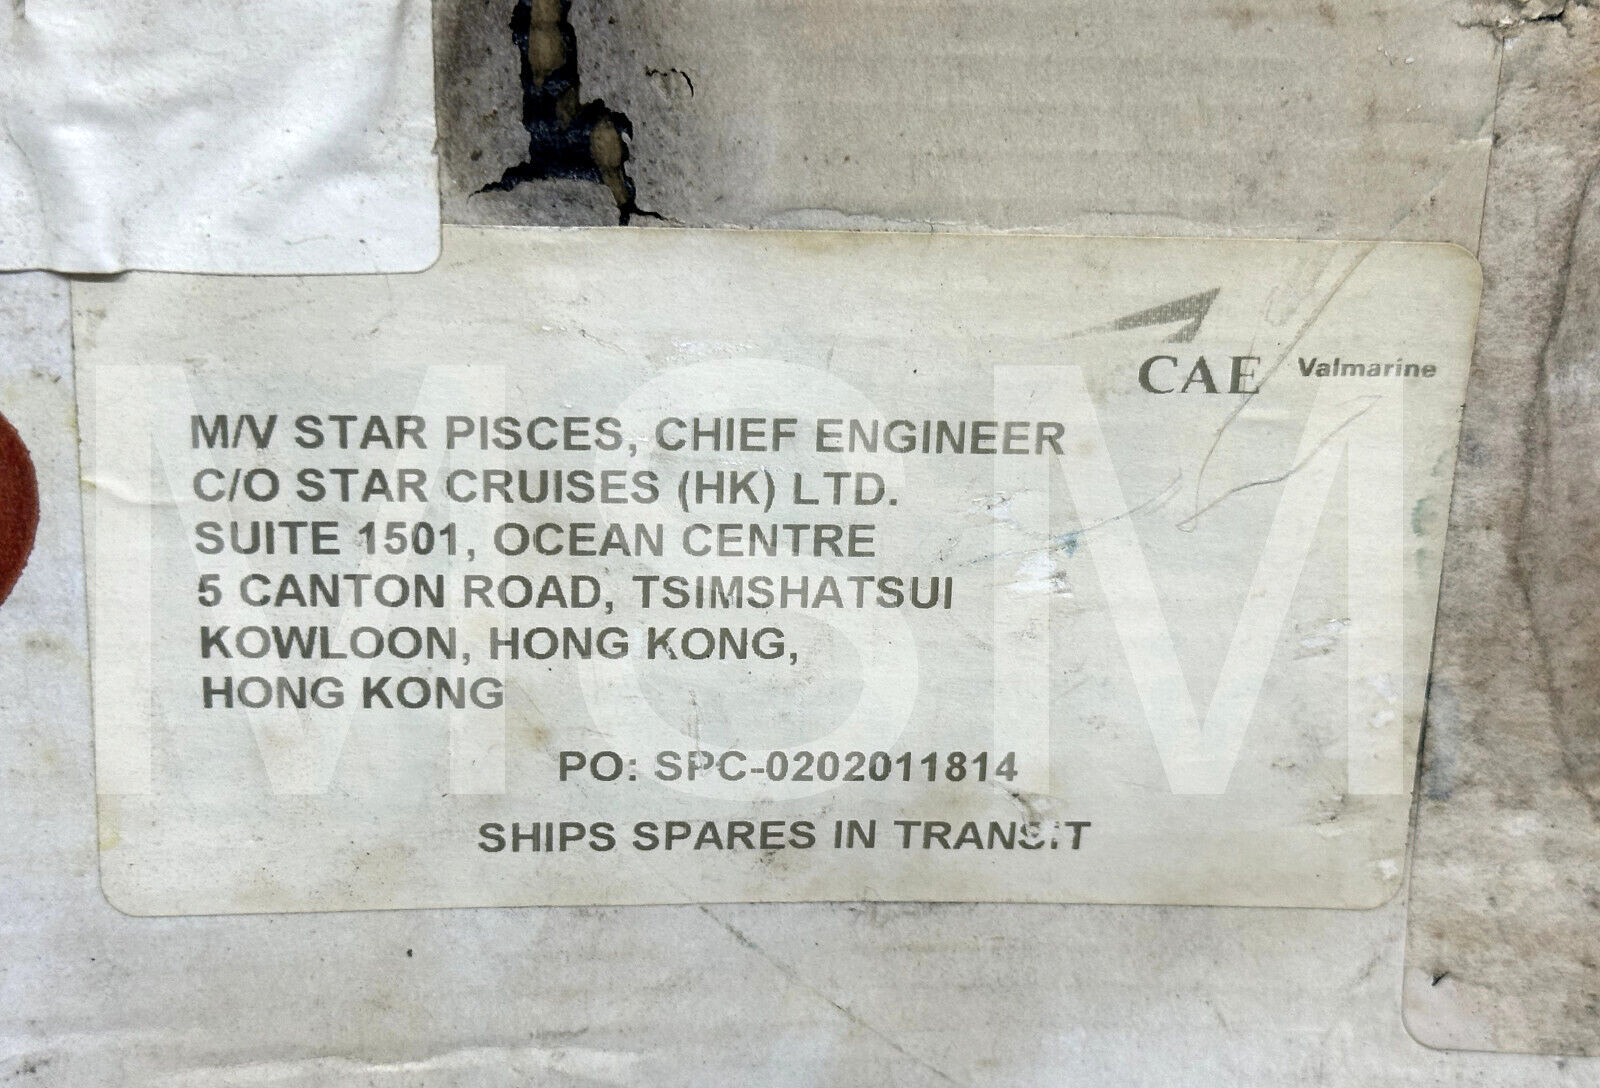 CAE Valmarine
M/V STAR PISCES, CHIEF ENGINEER
C/O STAR CRUISES (HK) LTD.
SUITE 1501, OCEAN CENTRE
5 CANTON ROAD, TSIMSHATSUI
KOWLOON, HONG KONG,
HONG KONG
PO: SPC-0202011814
SHIPS SPARES IN TRANSIT
MSM